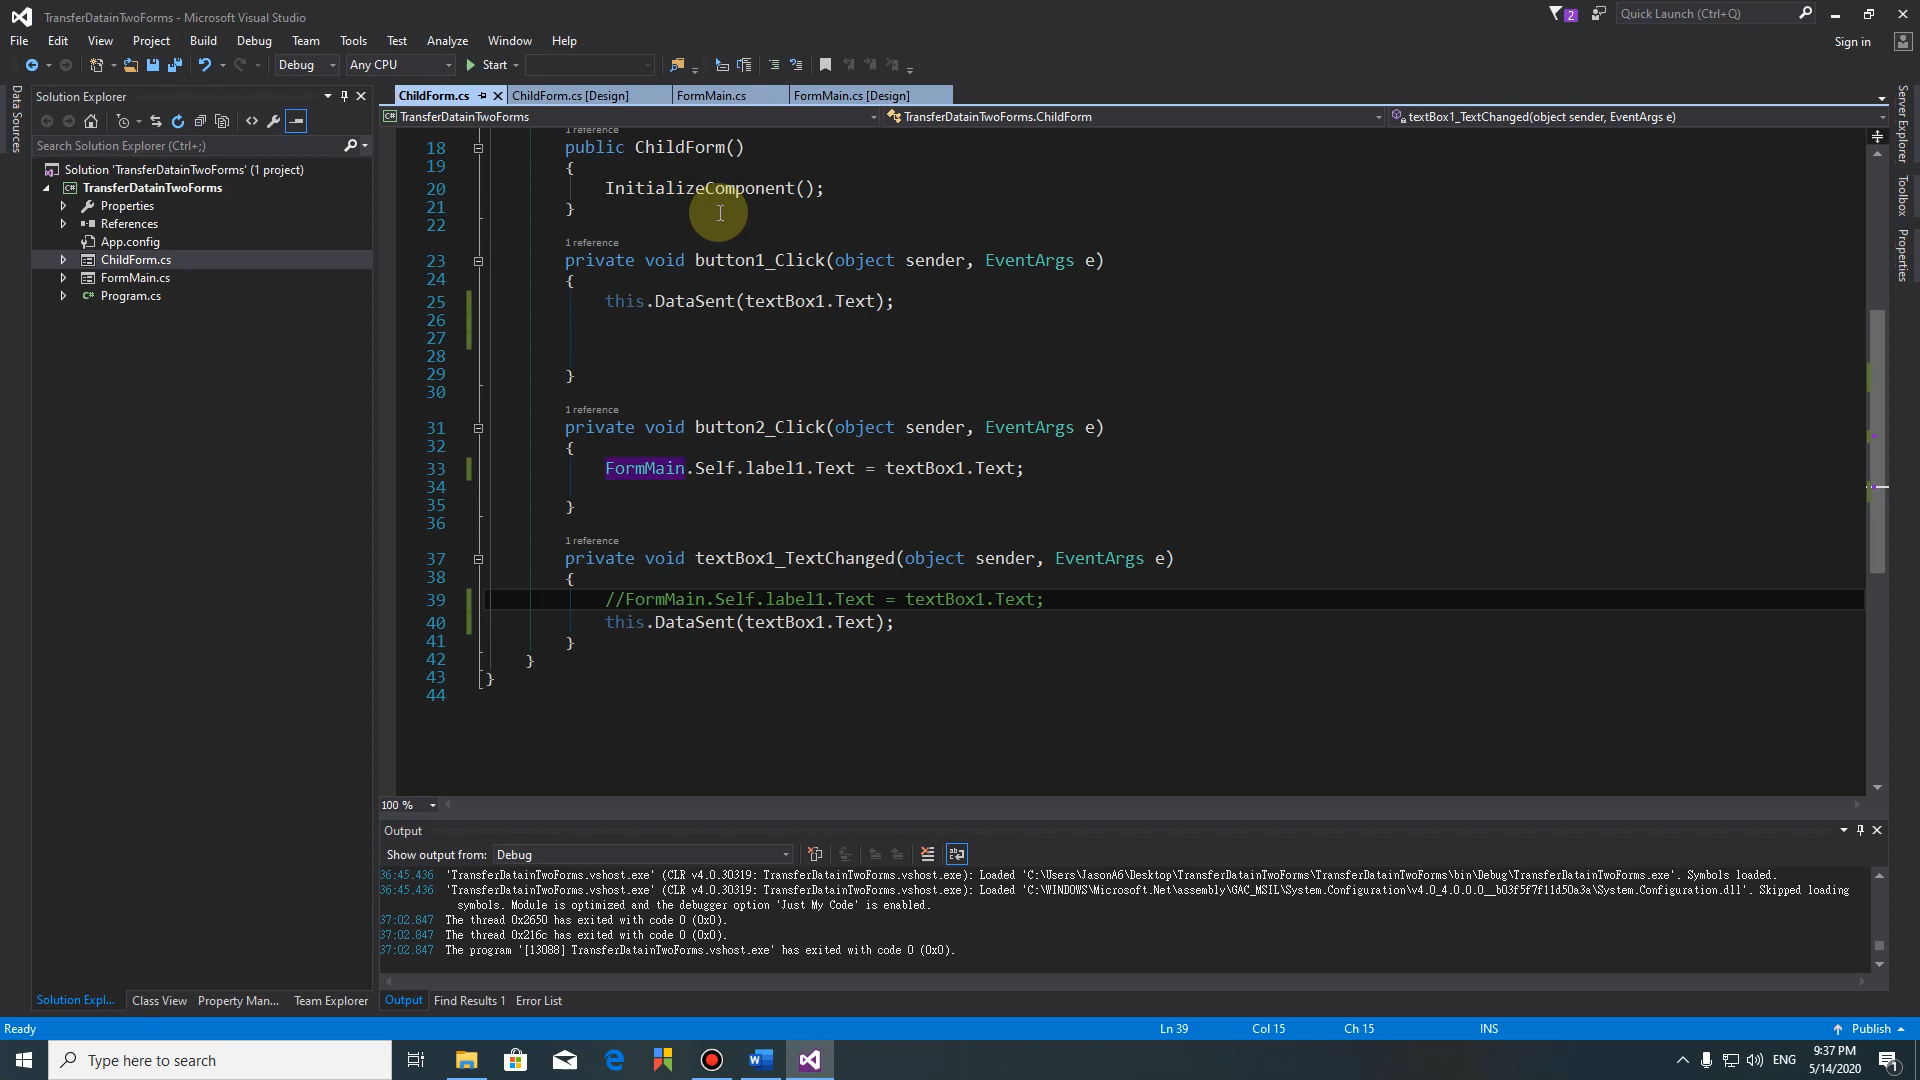 TransferDatainTwoForms - Microsoft Visual Studio
2
Quick Launch (Ctrl+Q)
File Edit View Project Build Debug Team Tools Test Analyze Window Help
Sign in
Debug Any CPU Start
Data Sources
Solution Explorer
Search Solution Explorer (Ctrl+;)
Solution 'TransferDatainTwoForms' (1 project)
TransferDatainTwoForms
Properties
References
App.config
ChildForm.cs
FormMain.cs
Program.cs
Solution Expl... Class View Property Man... Team Explorer
ChildForm.cs ChildForm.cs [Design] FormMain.cs FormMain.cs [Design]
TransferDatainTwoForms TransferDatainTwoForms.ChildForm textBox1_TextChanged(object sender, EventArgs e)
1 reference
18 public ChildForm()
19 {
20 InitializeComponent();
21 }
22
1 reference
23 private void button1_Click(object sender, EventArgs e)
24 {
25 this.DataSent(textBox1.Text);
26
27
28
29 }
30
1 reference
31 private void button2_Click(object sender, EventArgs e)
32 {
33 FormMain.Self.label1.Text = textBox1.Text;
34
35 }
36
1 reference
37 private void textBox1_TextChanged(object sender, EventArgs e)
38 {
39 //FormMain.Self.label1.Text = textBox1.Text;
40 this.DataSent(textBox1.Text);
41 }
42 }
43 }
44
100 %
Server Explorer
Toolbox
Properties
Output
Show output from: Debug
36:45.436 'TransferDatainTwoForms.vshost.exe' (CLR v4.0.30319: TransferDatainTwoForms.vshost.exe): Loaded 'C:\Users\JasonA6\Desktop\TransferDatainTwoForms\TransferDatainTwoForms\bin\Debug\TransferDatainTwoForms.exe'. Symbols loaded.
36:45.436 'TransferDatainTwoForms.vshost.exe' (CLR v4.0.30319: TransferDatainTwoForms.vshost.exe): Loaded 'C:\WINDOWS\Microsoft.Net\assembly\GAC_MSIL\System.Configuration\v4.0_4.0.0.0__b03f5f7f11d50a3a\System.Configuration.dll'. Skipped loading
symbols. Module is optimized and the debugger option 'Just My Code' is enabled.
37:02.847 The thread 0x2650 has exited with code 0 (0x0).
37:02.847 The thread 0x216c has exited with code 0 (0x0).
37:02.847 The program '[13088] TransferDatainTwoForms.vshost.exe' has exited with code 0 (0x0).
Output Find Results 1 Error List
Ready Ln 39 Col 15 Ch 15 INS Publish
Type here to search
ENG
9:37 PM
5/14/2020
1